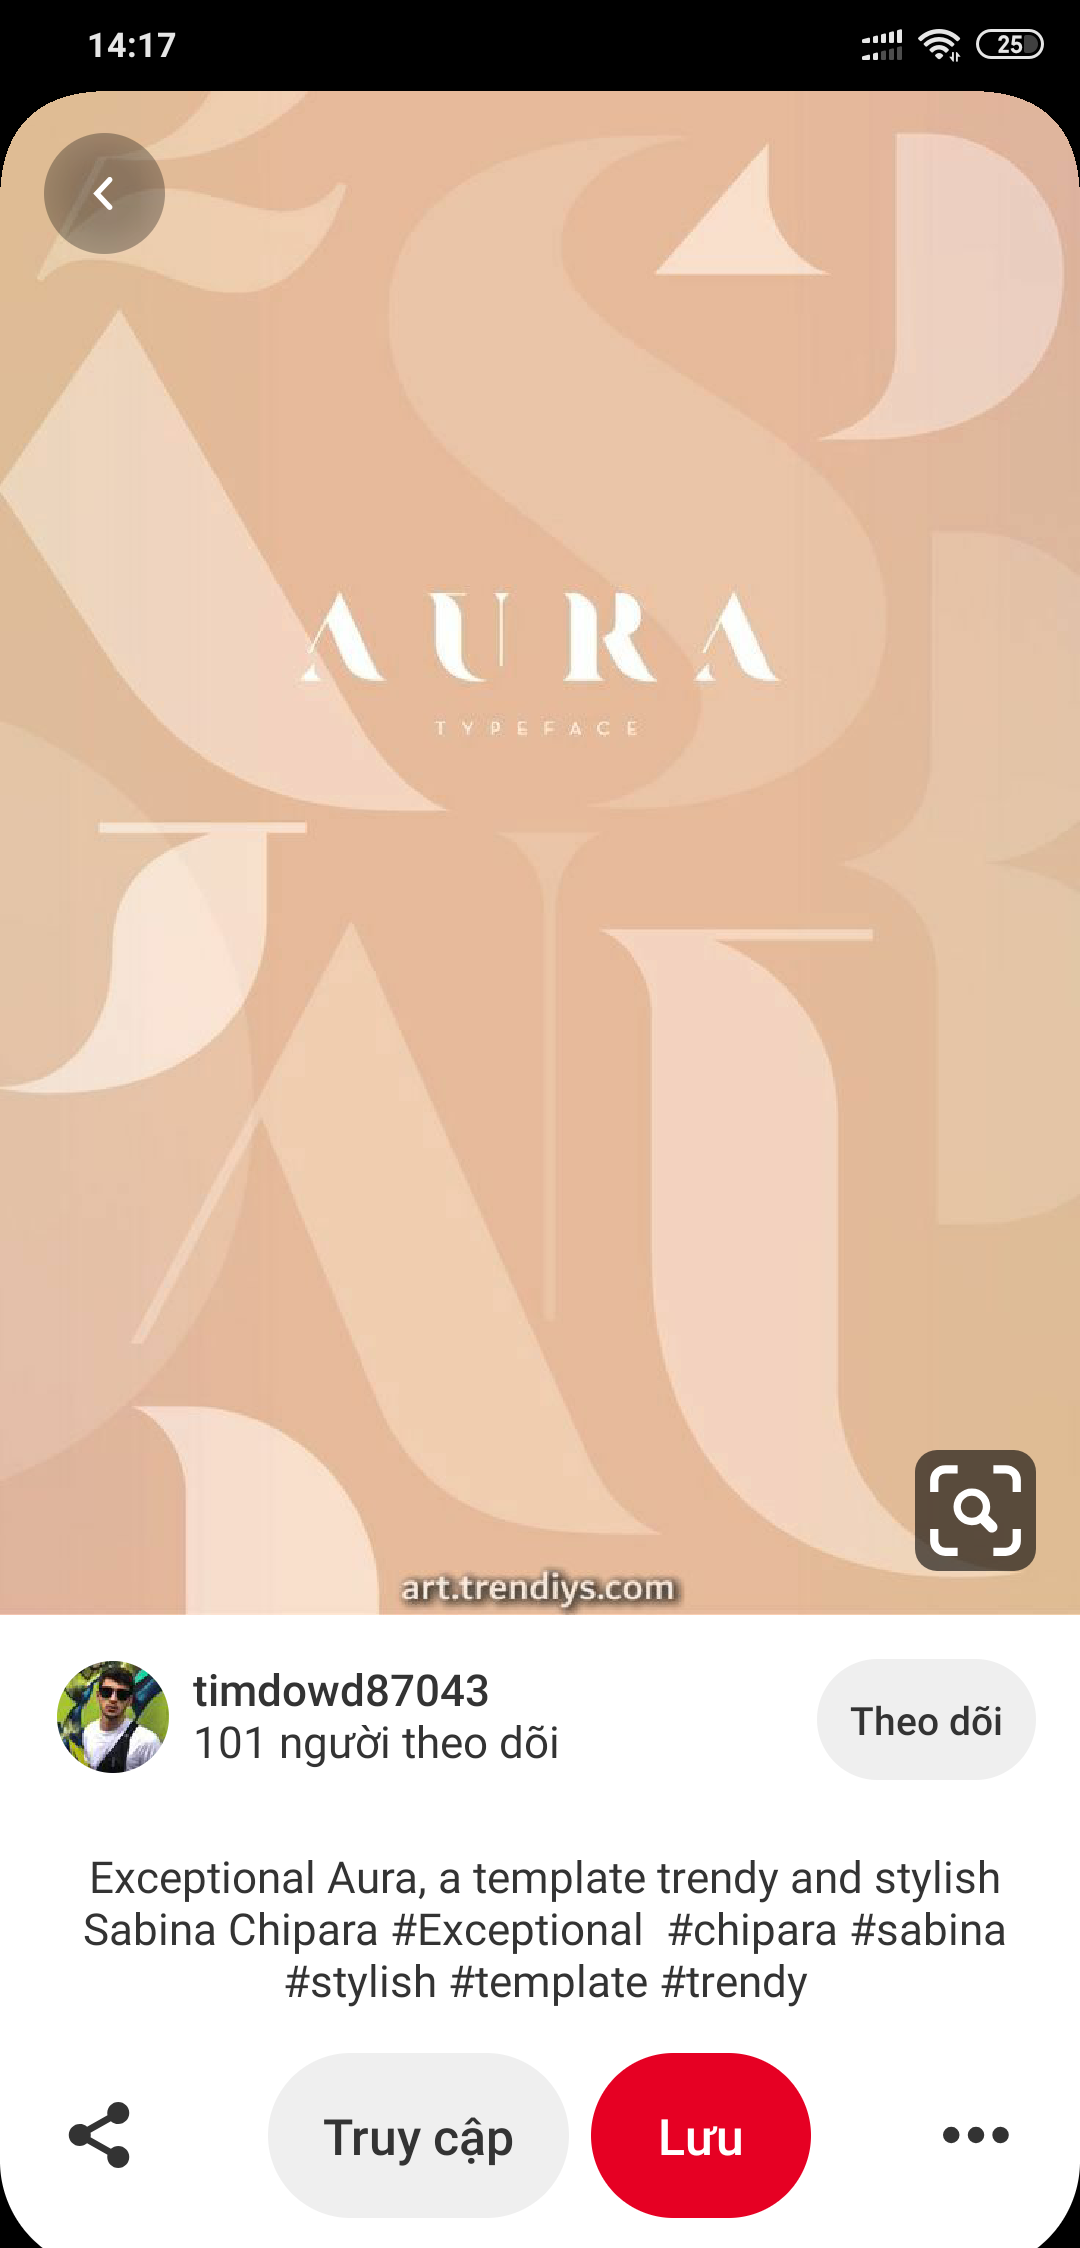 14:17
25
AURA
TYPEFACE
art.trendiys.com
timdowd87043
101 người theo dõi
Theo dõi
Exceptional Aura, a template trendy and stylish
Sabina Chipara #Exceptional #chipara #sabina
#stylish #template #trendy
Truy cập
Lưu